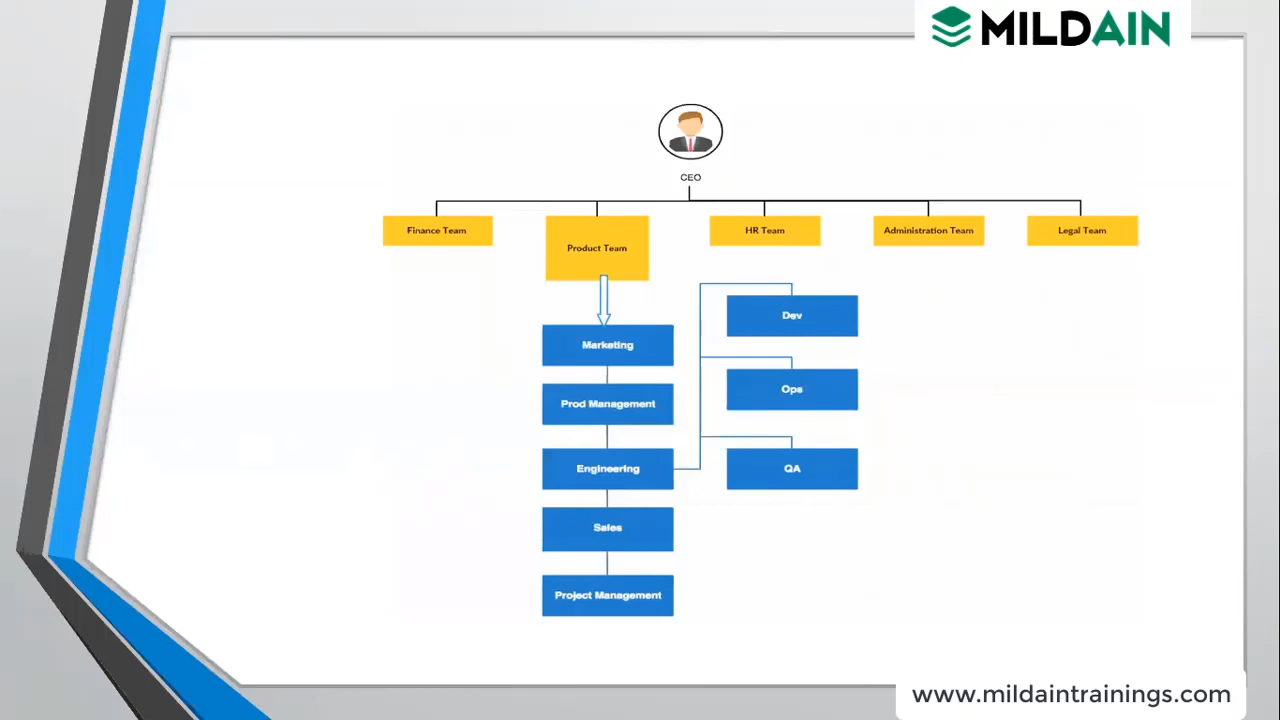 MILDAIN
CEO
Finance Team
Product Team
HR Team
Administration Team
Legal Team
Marketing
Prod Management
Engineering
Sales
Project Management
Dev
Ops
QA
www.mildaintrainings.com